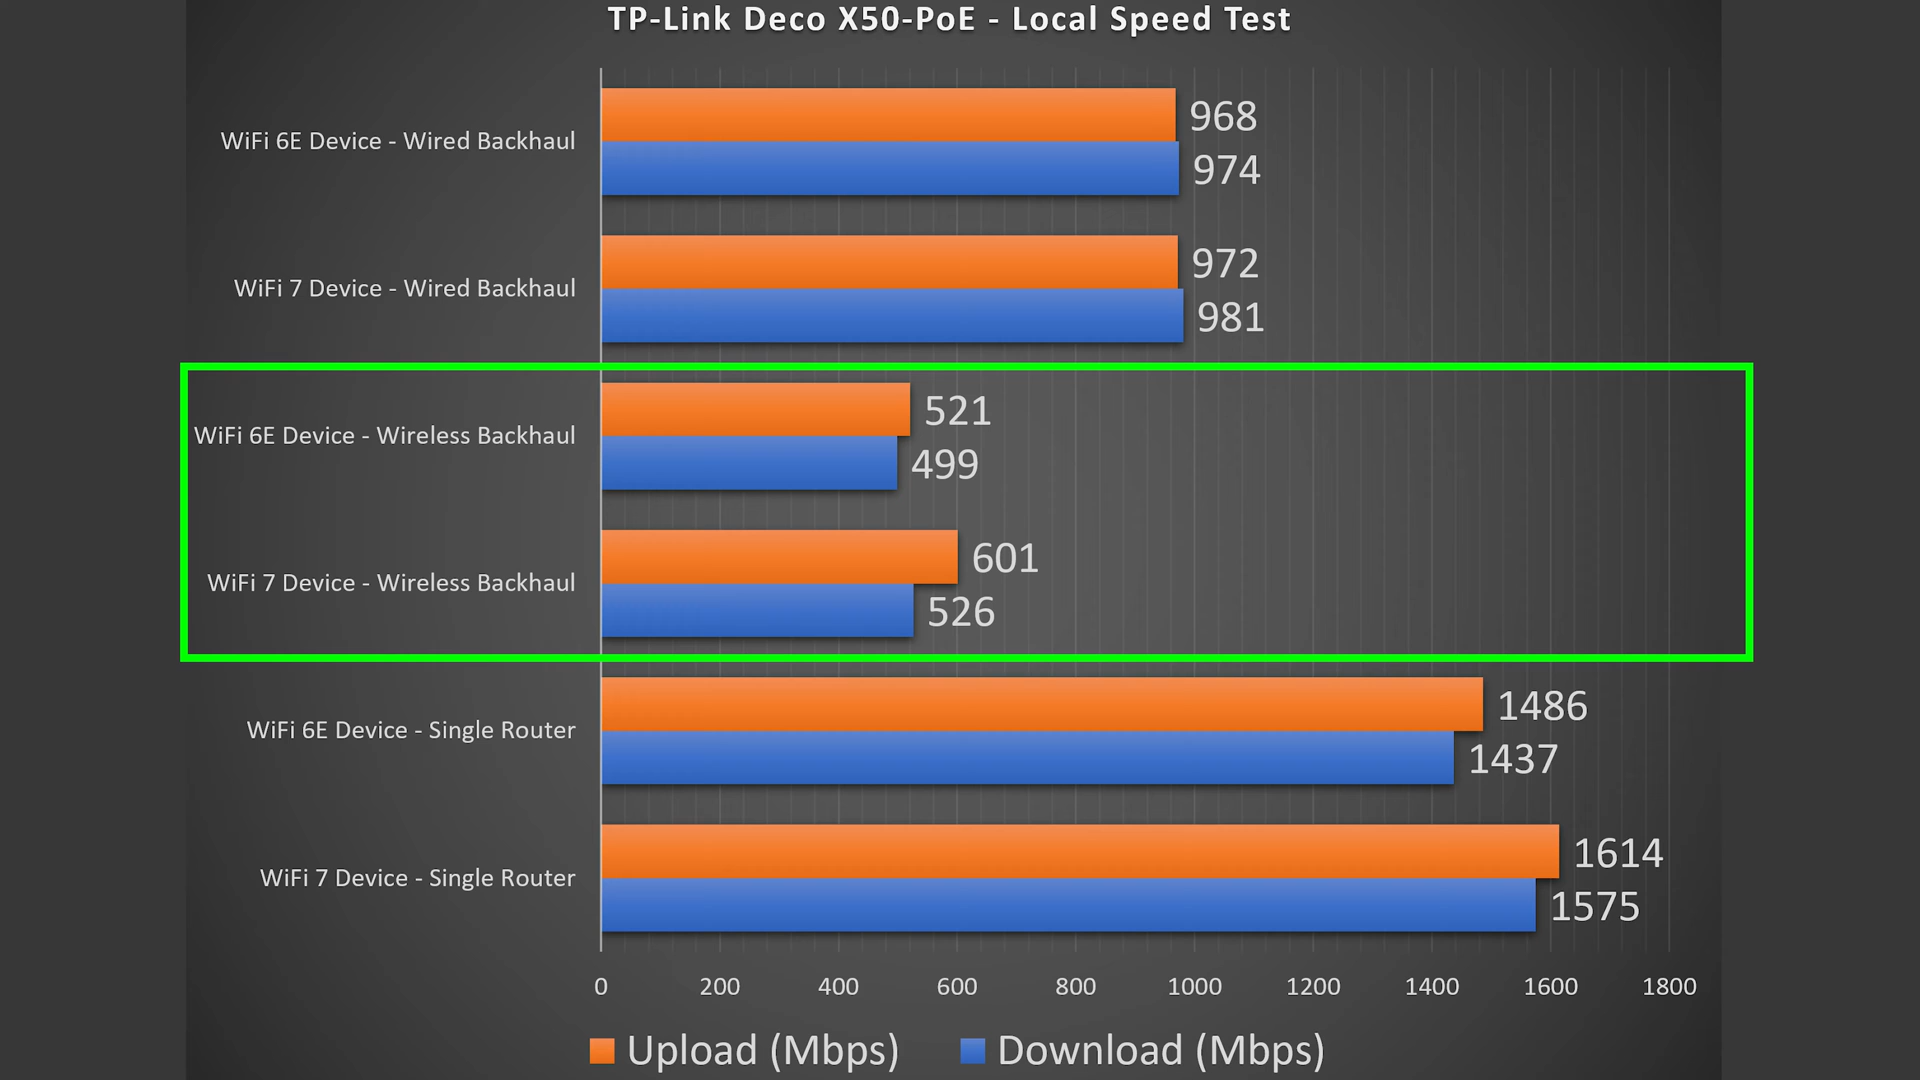 TP-Link Deco X50-PoE - Local Speed Test
WiFi 6E Device - Wired Backhaul
968
974
WiFi 7 Device - Wired Backhaul
972
981
WiFi 6E Device - Wireless Backhaul
521
499
WiFi 7 Device - Wireless Backhaul
601
526
WiFi 6E Device - Single Router
1486
1437
WiFi 7 Device - Single Router
1614
1575
0 200 400 600 800 1000 1200 1400 1600 1800
Upload (Mbps) Download (Mbps)